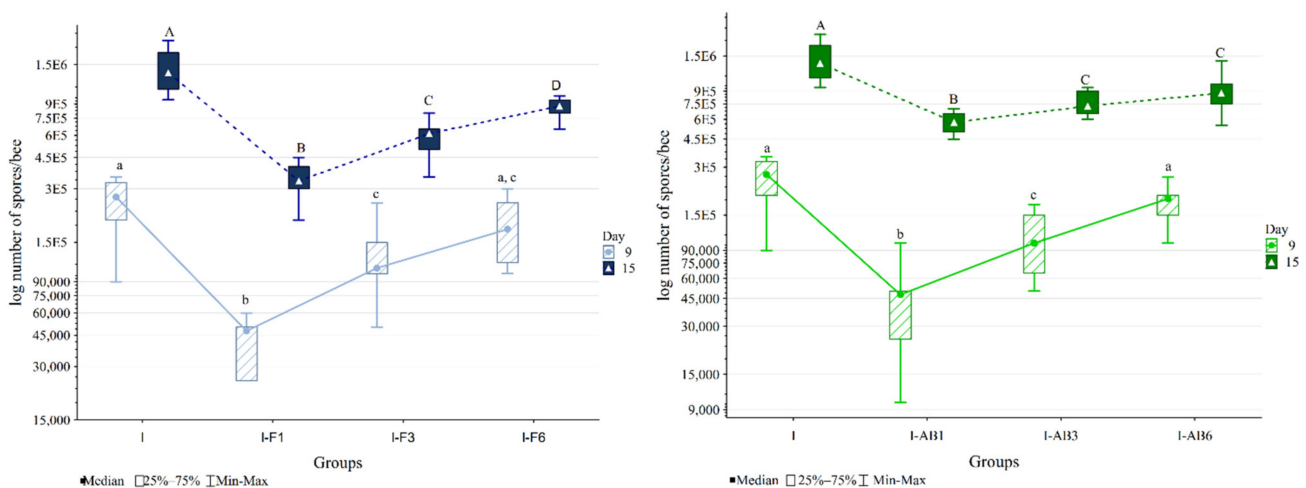 log number of spores/bee
1.5E6
9E5
7.5E5
6E5
4.5E5
3E5
1.5E5
90,000
75,000
60,000
45,000
30,000
15,000
A
B
C
D
a
b
c
a, c
Day
9
15
I
I-F1
I-F3
I-F6
Groups
Median 25%–75% Min-Max
log number of spores/bee
1.5E6
9E5
7.5E5
6E5
4.5E5
3E5
1.5E5
90,000
75,000
60,000
45,000
30,000
15,000
9,000
A
B
C
C
a
b
c
a
Day
9
15
I
I-AB1
I-AB3
I-AB6
Groups
Median 25%–75% Min-Max